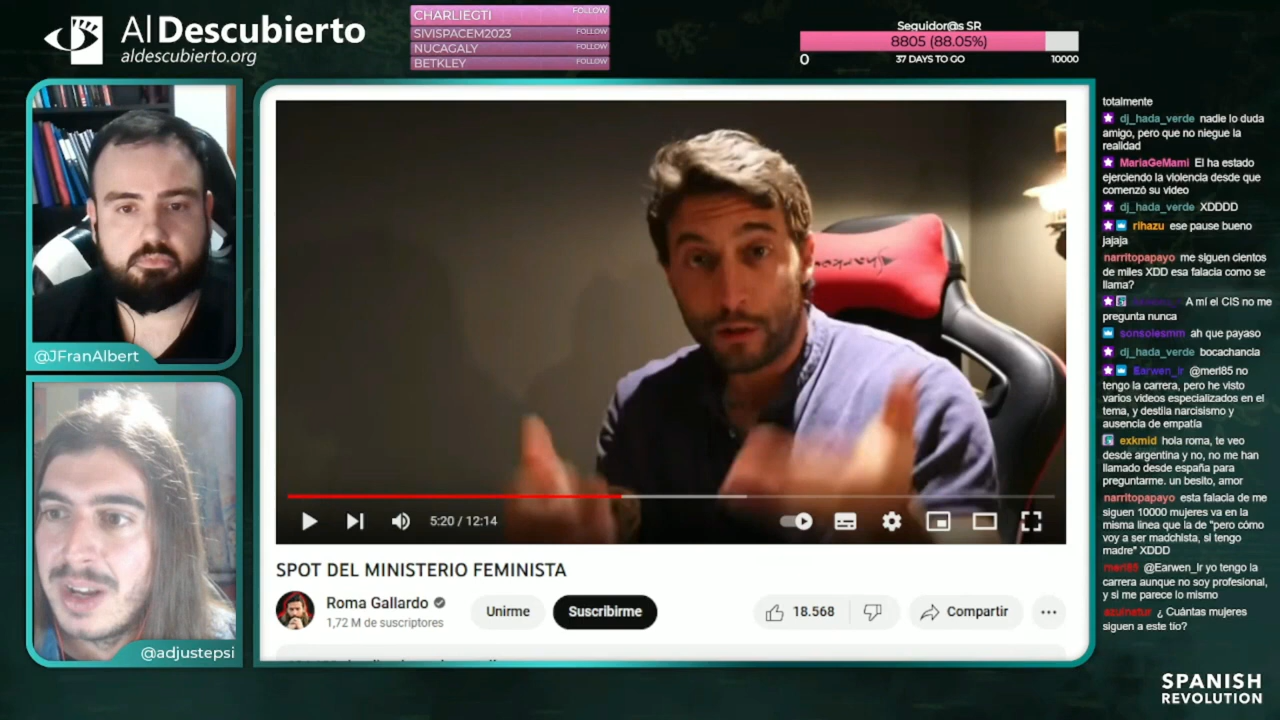 Al Descubierto
aldescubierto.org
CHARLIEGTI FOLLOW
SIVISPACEM2023 FOLLOW
NUCAGALY FOLLOW
BETKLEY FOLLOW
Seguidor@s SR
8805 (88.05%)
0 37 DAYS TO GO 10000
@JFranAlbert
@adjustepsi
5:20 / 12:14
SPOT DEL MINISTERIO FEMINISTA
Roma Gallardo
1,72 M de suscriptores
Unirme
Suscribirme
18.568
Compartir
totalmente
dj_hada_verde nadie lo duda
amigo, pero que no niegue la
realidad
MariaGeMami El ha estado
ejerciendo la violencia desde que
comenzó su video
dj_hada_verde XDDDD
rihazu ese pause bueno
jajaja
narritopapayo me siguen cientos
de miles XDD esa falacia como se
llama?
A mí el CIS no me
pregunta nunca
sonsolesmm ah que payaso
dj_hada_verde bocachancla
Earwen_ir @merl85 no
tengo la carrera, pero he visto
varios videos especializados en el
tema, y destila narcisismo y
ausencia de empatía
exkmid hola roma, te veo
desde argentina y no, no me han
llamado desde españa para
preguntarme. un besito, amor
narritopapayo esta falacia de me
siguen 10000 mujeres va en la
misma linea que la de "pero cómo
voy a ser madchista, si tengo
madre" XDDD
merl85 @Earwen_ir yo tengo la
carrera aunque no soy profesional,
y si me parece lo mismo
azuinatur ¿ Cuántas mujeres
siguen a este tío?
SPANISH
REVOLUTION